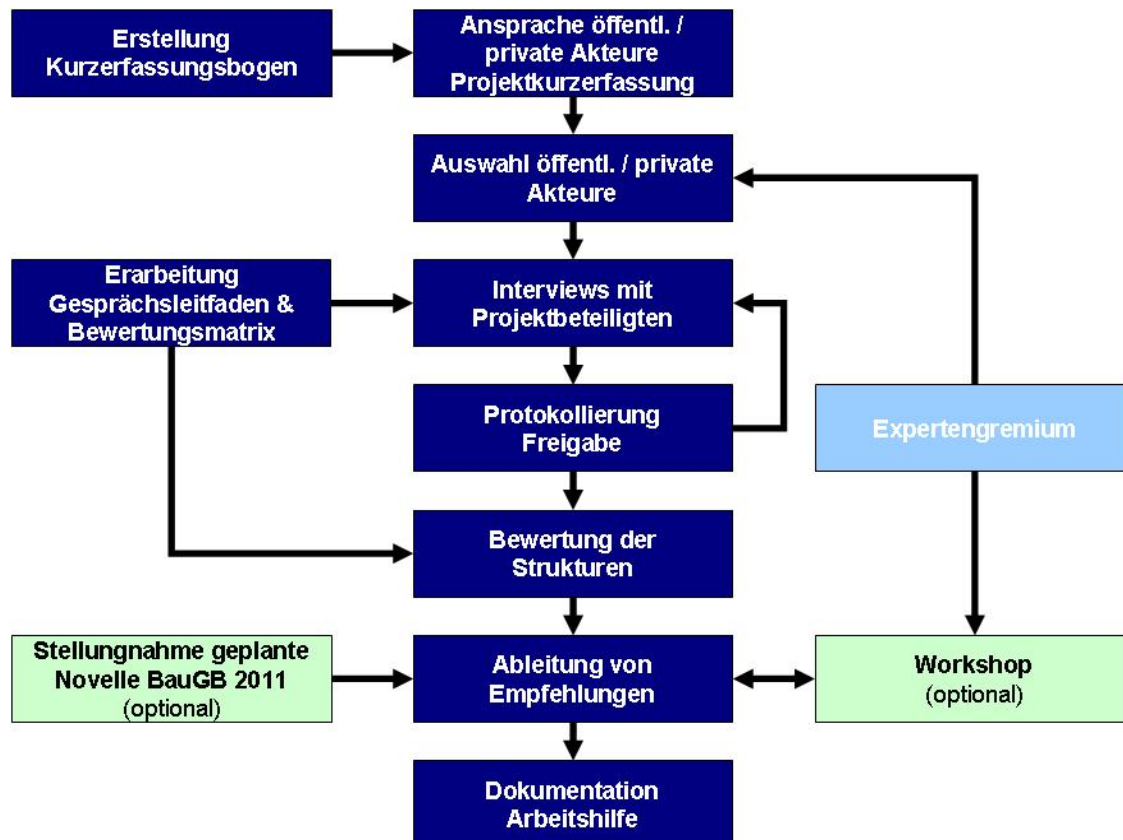 Erstellung
Kurzerfassungsbogen
Ansprache öffentl. /
private Akteure
Projektkurzerfassung
Auswahl öffentl. / private
Akteure
Erarbeitung
Gesprächsleitfaden &
Bewertungsmatrix
Interviews mit
Projektbeteiligten
Protokollierung
Freigabe
Expertengremium
Bewertung der
Strukturen
Stellungnahme geplante
Novelle BauGB 2011
(optional)
Ableitung von
Empfehlungen
Workshop
(optional)
Dokumentation
Arbeitshilfe